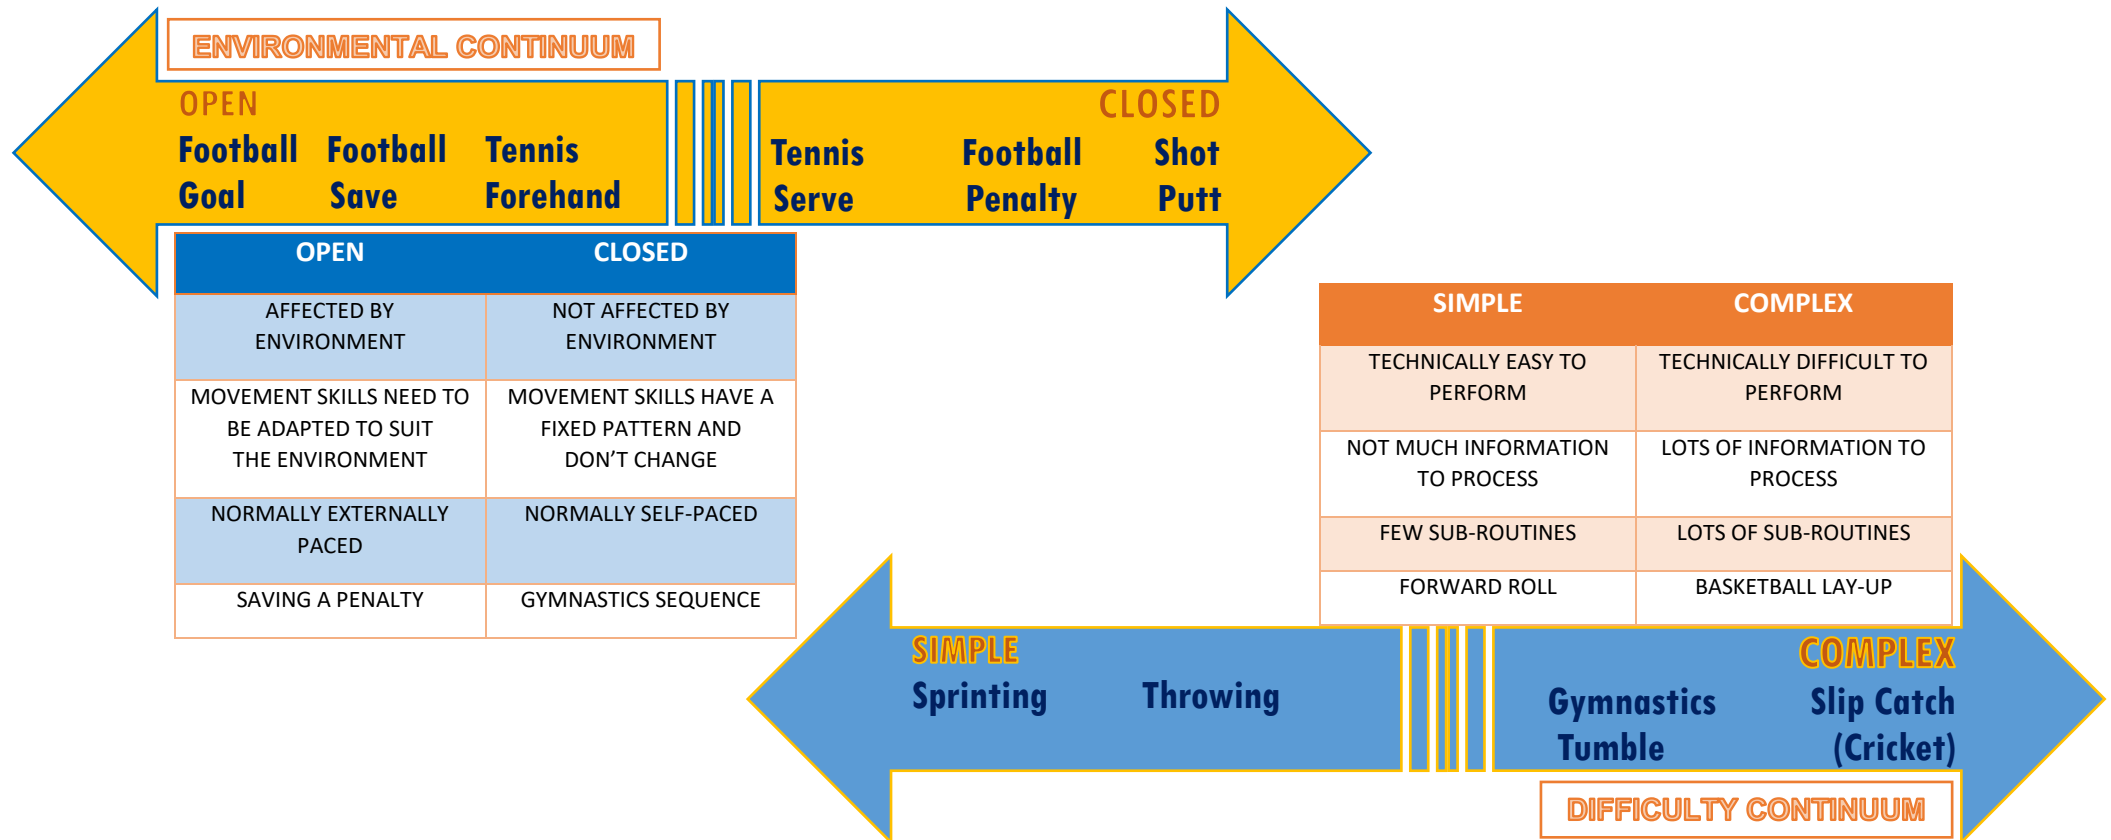 ENVIRONMENTAL CONTINUUM
OPEN
Football Football Tennis
Goal Save Forehand
CLOSED
Tennis Football Shot
Serve Penalty Putt
OPEN CLOSED
AFFECTED BY
ENVIRONMENT
NOT AFFECTED BY
ENVIRONMENT
MOVEMENT SKILLS NEED TO
BE ADAPTED TO SUIT
THE ENVIRONMENT
MOVEMENT SKILLS HAVE A
FIXED PATTERN AND
DON'T CHANGE
NORMALLY EXTERNALLY
PACED
NORMALLY SELF-PACED
SAVING A PENALTY
GYMNASTICS SEQUENCE
SIMPLE COMPLEX
TECHNICALLY EASY TO
PERFORM
TECHNICALLY DIFFICULT TO
PERFORM
NOT MUCH INFORMATION
TO PROCESS
LOTS OF INFORMATION TO
PROCESS
FEW SUB-ROUTINES
LOTS OF SUB-ROUTINES
FORWARD ROLL
BASKETBALL LAY-UP
SIMPLE
Sprinting Throwing
COMPLEX
Gymnastics Slip Catch
Tumble (Cricket)
DIFFICULTY CONTINUUM